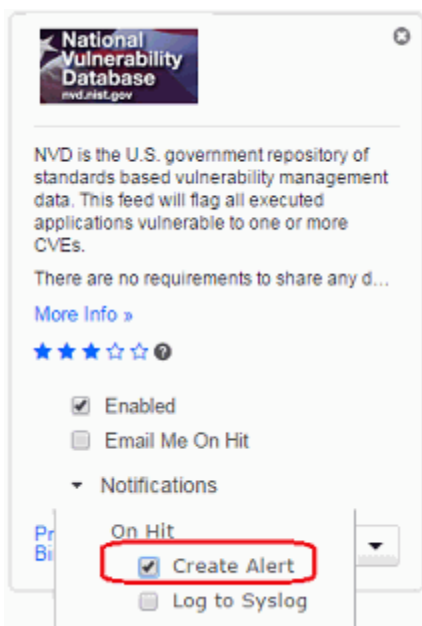 National
Vulnerability
Database
nvd.nist.gov
NVD is the U.S. government repository of
standards based vulnerability management
data. This feed will flag all executed
applications vulnerable to one or more
CVEs.
There are no requirements to share any d...
More Info »
Enabled
Email Me On Hit
Notifications
Pr
Bi
On Hit
Create Alert
Log to Syslog